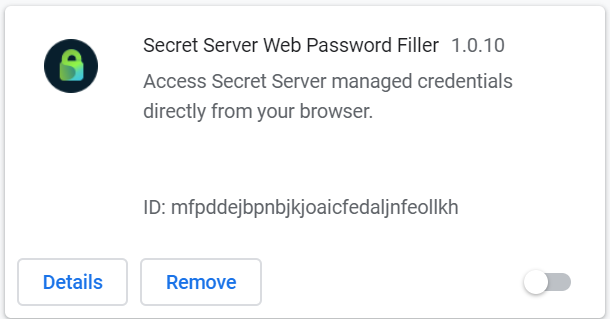 Secret Server Web Password Filler 1.0.10
Access Secret Server managed credentials
directly from your browser.
ID: mfpddejbpnbjkjoaicfedaljnfeollkh
Details Remove